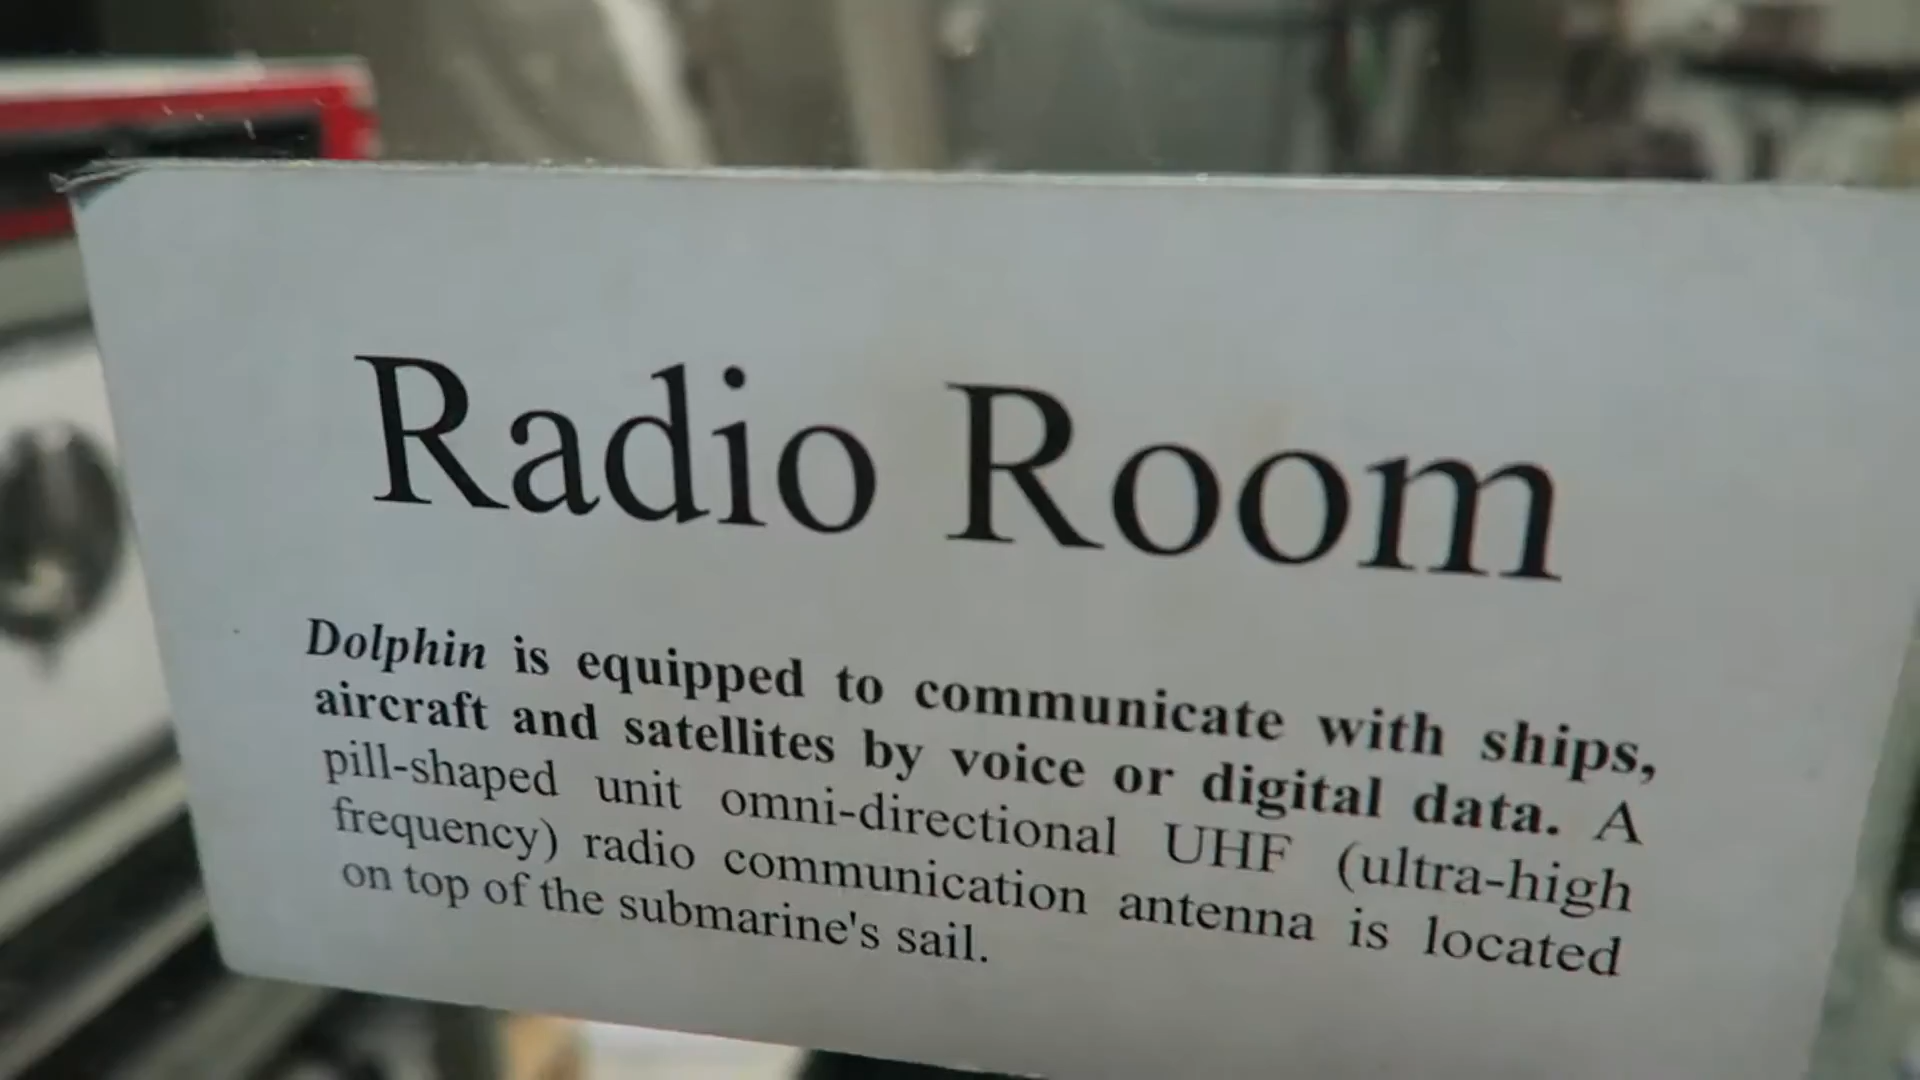 Radio Room
Dolphin is equipped to communicate with ships,
aircraft and satellites by voice or digital data. A
pill-shaped unit omni-directional UHF (ultra-high
frequency) radio communication antenna is located
on top of the submarine's sail.